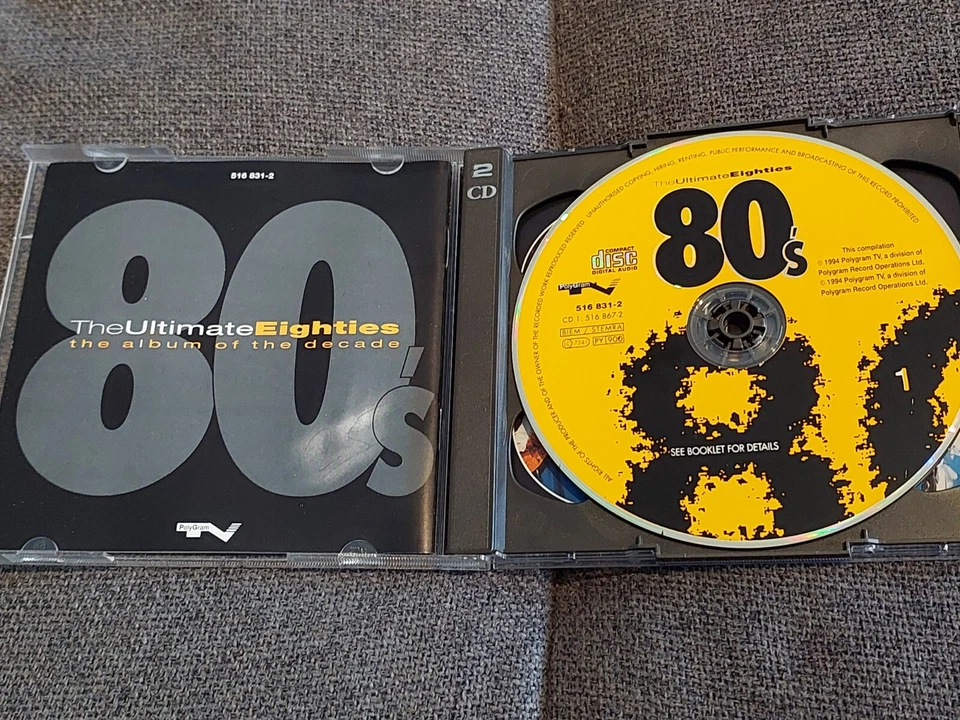 516 831-2
80's
TheUltimateEighties
the album of the decade
PolyGram TV
2
CD
UNAUTHORISED COPYING, HIRING, RENTING, PUBLIC PERFORMANCE AND BROADCASTING OF THIS RECORD PROHIBITED
ALL RIGHTS OF THE PRODUCER AND OF THE OWNER OF THE RECORDED WORK REPRODUCED RESERVED
TheUltimateEighties
80's
COMPACT
disc
DIGITAL AUDIO
PolyGram TV
516 831-2
CD 1: 516 867-2
BIEM / STEMRA
PY 900
This compilation
℗ 1994 Polygram TV, a division of
Polygram Record Operations Ltd.
© 1994 Polygram TV, a division of
Polygram Record Operations Ltd.
1
SEE BOOKLET FOR DETAILS
80